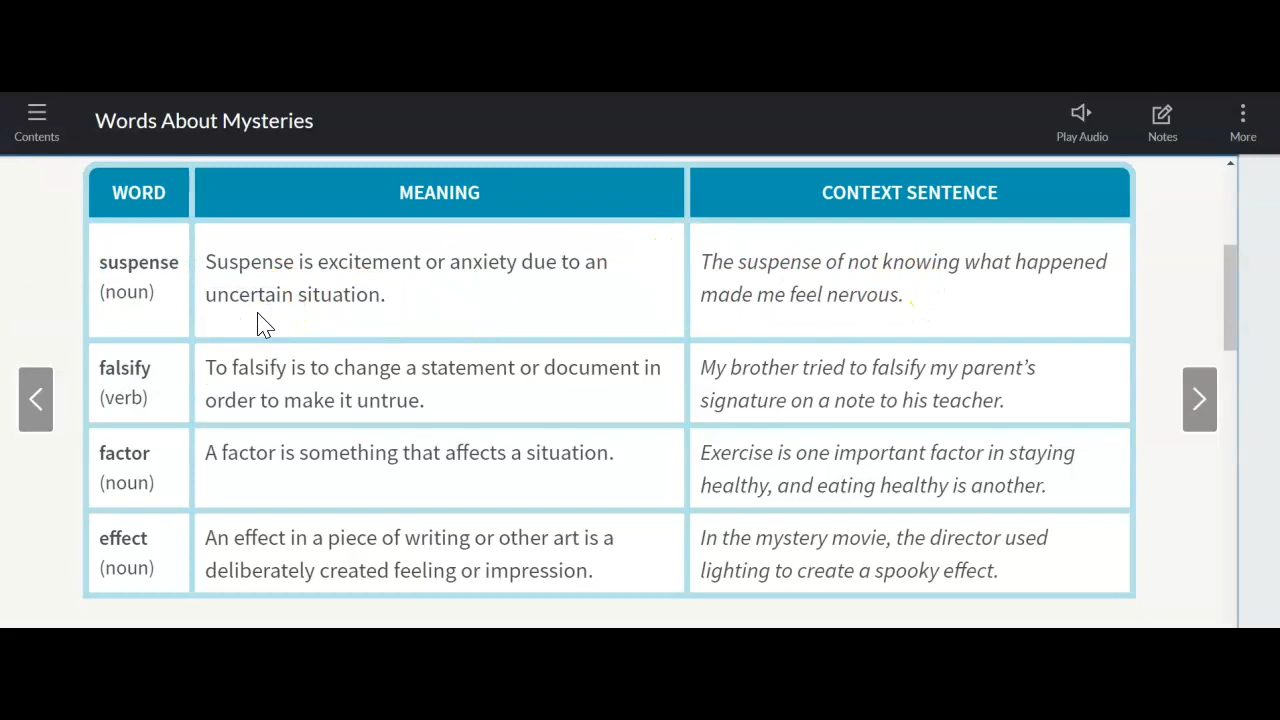 Contents
Words About Mysteries
Play Audio
Notes
More
WORD
MEANING
CONTEXT SENTENCE
suspense
(noun)
Suspense is excitement or anxiety due to an
uncertain situation.
The suspense of not knowing what happened
made me feel nervous.
falsify
(verb)
To falsify is to change a statement or document in
order to make it untrue.
My brother tried to falsify my parent’s
signature on a note to his teacher.
factor
(noun)
A factor is something that affects a situation.
Exercise is one important factor in staying
healthy, and eating healthy is another.
effect
(noun)
An effect in a piece of writing or other art is a
deliberately created feeling or impression.
In the mystery movie, the director used
lighting to create a spooky effect.